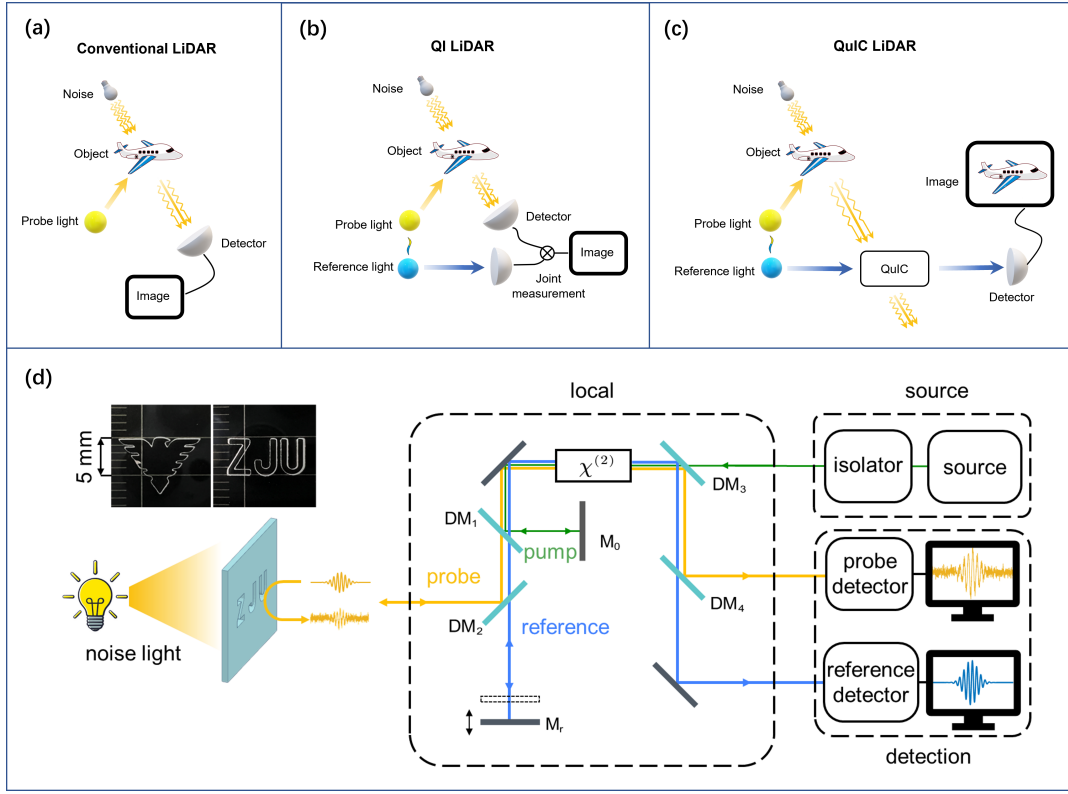 (a)
Conventional LiDAR
Noise
Object
Probe light
Detector
Image
(b)
QI LiDAR
Noise
Object
Probe light
Detector
Reference light
Image
Joint
measurement
(c)
QuIC LiDAR
Noise
Object
Image
Probe light
Reference light
QuIC
Detector
(d)
5 mm
ZJU
noise light
ZJU
local
χ(2)
DM3
DM1
M0
pump
probe
DM2
reference
DM4
Mr
source
isolator
source
probe
detector
reference
detector
detection